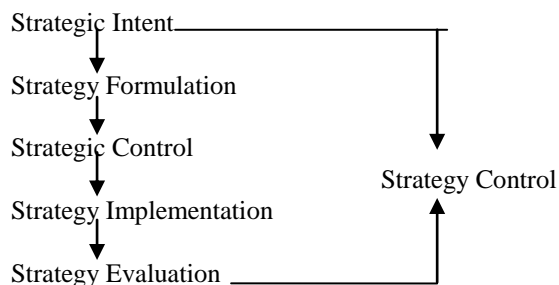 Strategic Intent
Strategy Formulation
Strategic Control
Strategy Control
Strategy Implementation
Strategy Evaluation